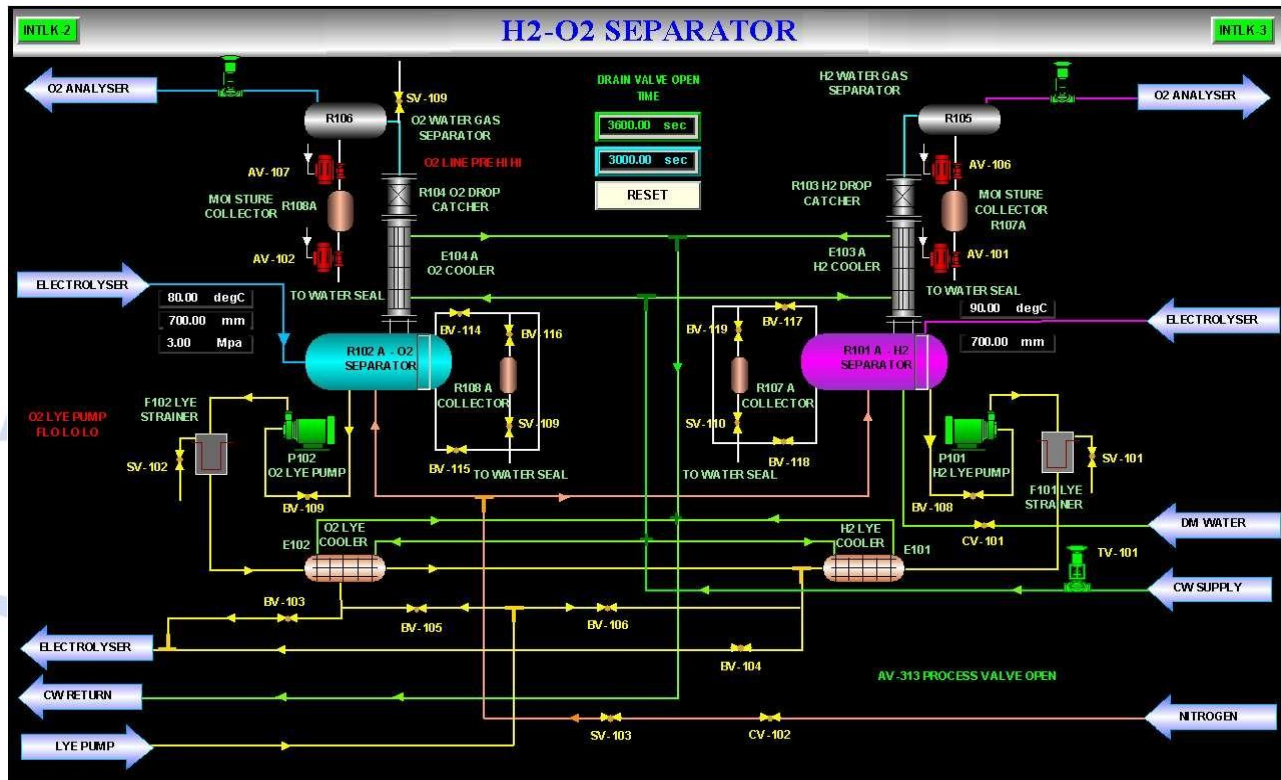 INTLK-2
H2-O2 SEPARATOR
INTLK-3
O2 ANALYSER
SV-109
R106
O2 WATER GAS
SEPARATOR
DRAIN VALVE OPEN
TIME
3600.00 sec
3000.00 sec
RESET
H2 WATER GAS
SEPARATOR
R105
O2 ANALYSER
AV-107
O2 LINE PRE HI HI
MOISTURE
COLLECTOR R108A
R104 O2 DROP
CATCHER
AV-102
E104 A
O2 COOLER
TO WATER SEAL
R103 H2 DROP
CATCHER
AV-106
MOISTURE
COLLECTOR
R107A
E103 A
H2 COOLER
AV-101
TO WATER SEAL
ELECTROLYSER
80.00 degC
700.00 mm
3.00 Mpa
90.00 degC
700.00 mm
ELECTROLYSER
R102 A - O2
SEPARATOR
BV-114
BV-116
R108 A
COLLECTOR
SV-109
BV-115
TO WATER SEAL
BV-119
BV-117
R101 A - H2
SEPARATOR
R107 A
COLLECTOR
SV-110
BV-118
TO WATER SEAL
O2 LYE PUMP
FLO LO LO
F102 LYE
STRAINER
SV-102
P102
O2 LYE PUMP
BV-109
P101
H2 LYE PUMP
BV-108
SV-101
F101 LYE
STRAINER
O2 LYE
COOLER
E102
H2 LYE
COOLER
E101
CV-101
DM WATER
TV-101
CW SUPPLY
BV-103
BV-105
BV-106
BV-104
ELECTROLYSER
CW RETURN
LYE PUMP
AV-313 PROCESS VALVE OPEN
SV-103
CV-102
NITROGEN